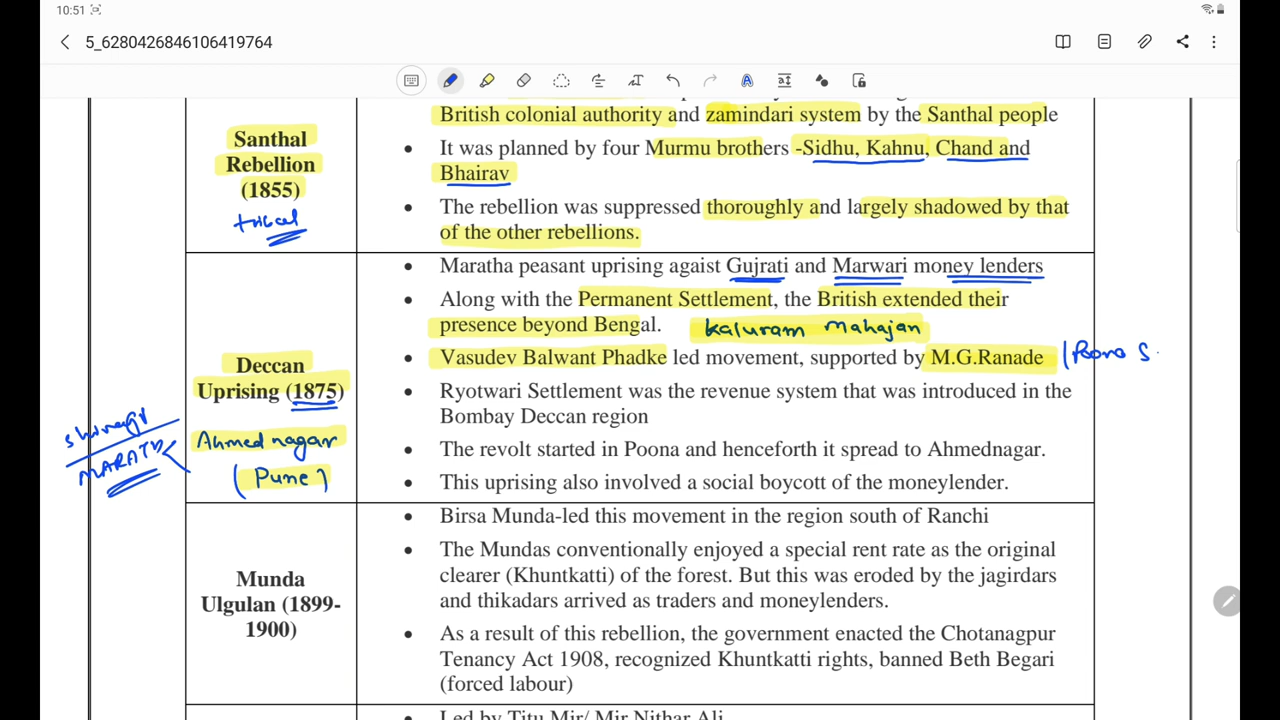 10:51
5_6280426846106419764
British colonial authority and zamindari system by the Santhal people
Santhal
Rebellion
(1855)
tribal
• It was planned by four Murmu brothers -Sidhu, Kahnu, Chand and
Bhairav
• The rebellion was suppressed thoroughly and largely shadowed by that
of the other rebellions.
Deccan
Uprising (1875)
Ahmednagar
(Pune)
MARATH
• Maratha peasant uprising agaist Gujrati and Marwari money lenders
• Along with the Permanent Settlement, the British extended their
presence beyond Bengal. kaluram Mahajan
• Vasudev Balwant Phadke led movement, supported by M.G.Ranade (Poona S
• Ryotwari Settlement was the revenue system that was introduced in the
Bombay Deccan region
• The revolt started in Poona and henceforth it spread to Ahmednagar.
• This uprising also involved a social boycott of the moneylender.
Munda
Ulgulan (1899-
1900)
• Birsa Munda-led this movement in the region south of Ranchi
• The Mundas conventionally enjoyed a special rent rate as the original
clearer (Khuntkatti) of the forest. But this was eroded by the jagirdars
and thikadars arrived as traders and moneylenders.
• As a result of this rebellion, the government enacted the Chotanagpur
Tenancy Act 1908, recognized Khuntkatti rights, banned Beth Begari
(forced labour)
• Led by Titu Mir/ Mir Nithar Ali